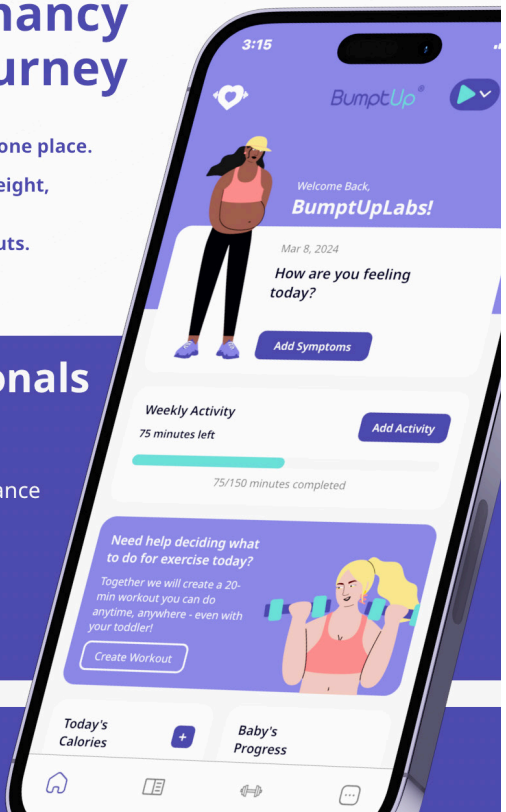 nancy
urney
one place.
eight,
uts.
onals
ance
3:15
BumptUp
Welcome Back,
BumptUpLabs!
Mar 8, 2024
How are you feeling
today?
Add Symptoms
Weekly Activity
75 minutes left
Add Activity
75/150 minutes completed
Need help deciding what
to do for exercise today?
Together we will create a 20-
min workout you can do
anytime, anywhere - even with
your toddler!
Create Workout
Today's
Calories
+
Baby's
Progress